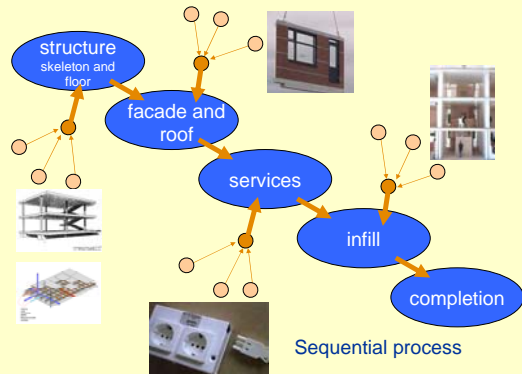 structure
skeleton and
floor
facade and
roof
services
infill
completion
Sequential process